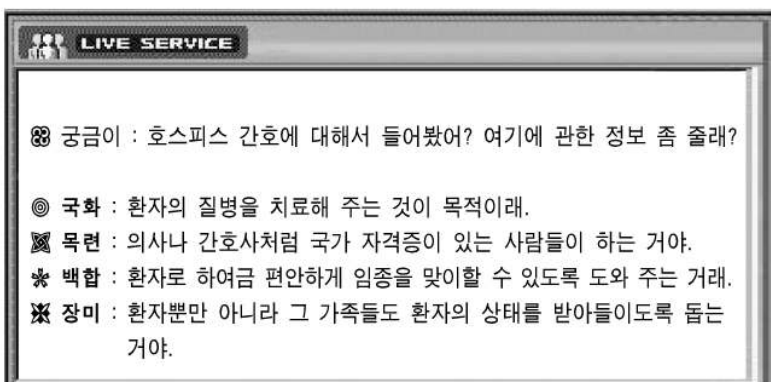 LIVE SERVICE
궁금이 : 호스피스 간호에 대해서 들어봤어? 여기에 관한 정보 좀 줄래?
국화 : 환자의 질병을 치료해 주는 것이 목적이래.
목련 : 의사나 간호사처럼 국가 자격증이 있는 사람들이 하는 거야.
백합 : 환자로 하여금 편안하게 임종을 맞이할 수 있도록 도와 주는 거래.
장미 : 환자뿐만 아니라 그 가족들도 환자의 상태를 받아들이도록 돕는
거야.